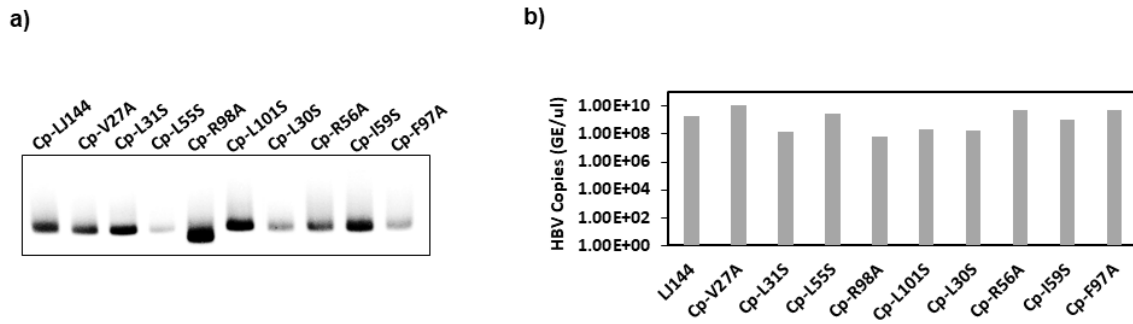 a)
Cp-LJ144
Cp-V27A
Cp-L31S
Cp-L55S
Cp-R98A
Cp-L101S
Cp-L30S
Cp-R56A
Cp-I59S
Cp-F97A
b)
HBV Copies (GE/ul)
1.00E+10
1.00E+08
1.00E+06
1.00E+04
1.00E+02
1.00E+00
LJ144
Cp-V27A
Cp-L31S
Cp-L55S
Cp-R98A
Cp-L101S
Cp-L30S
Cp-R56A
Cp-I59S
Cp-F97A